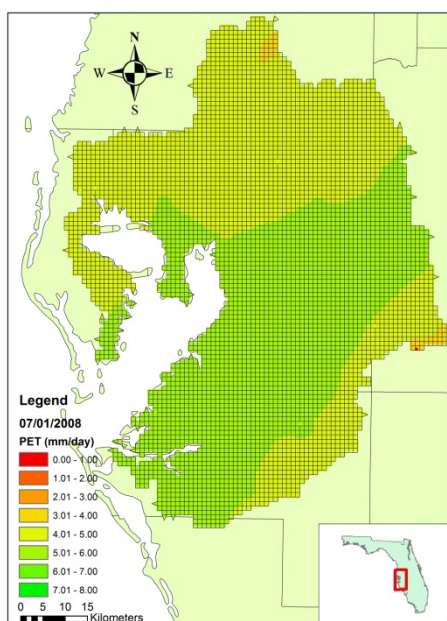 N
W E
S
Legend
07/01/2008
PET (mm/day)
0.00 - 1.00
1.01 - 2.00
2.01 - 3.00
3.01 - 4.00
4.01 - 5.00
5.01 - 6.00
6.01 - 7.00
7.01 - 8.00
0 5 10 15
Kilometers